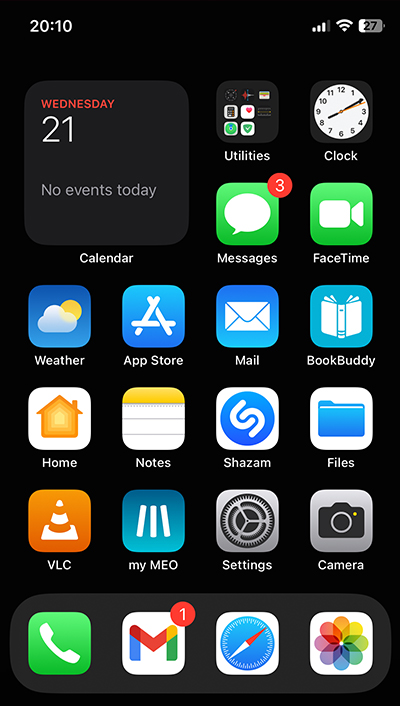 20:10
27
WEDNESDAY
21
No events today
Calendar
Utilities
Clock
3
Messages
FaceTime
Weather
App Store
Mail
BookBuddy
Home
Notes
Shazam
Files
VLC
my MEO
Settings
Camera
1